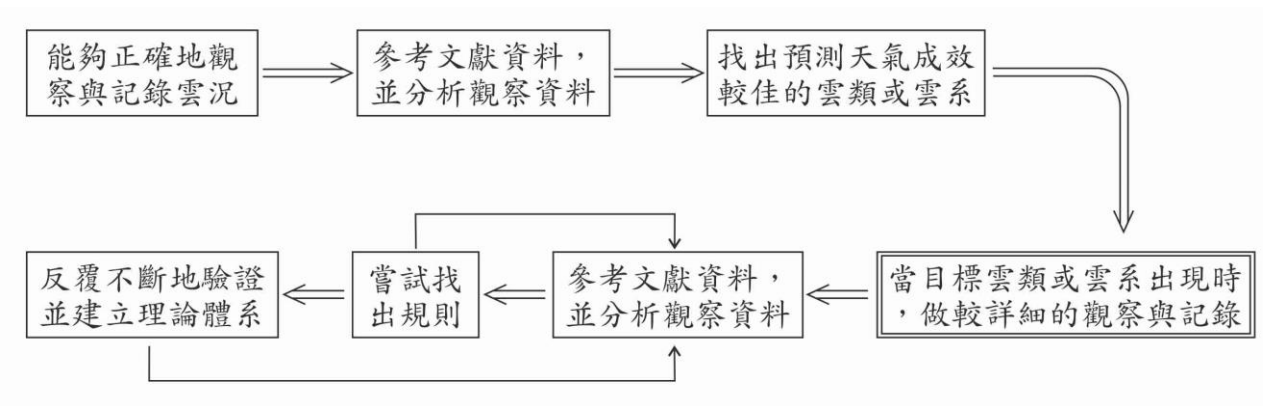 能夠正確地觀
察與記錄雲況
參考文獻資料，
並分析觀察資料
找出預測天氣成效
較佳的雲類或雲系
當目標雲類或雲系出現時
，做較詳細的觀察與記錄
參考文獻資料，
並分析觀察資料
嘗試找
出規則
反覆不斷地驗證
並建立理論體系